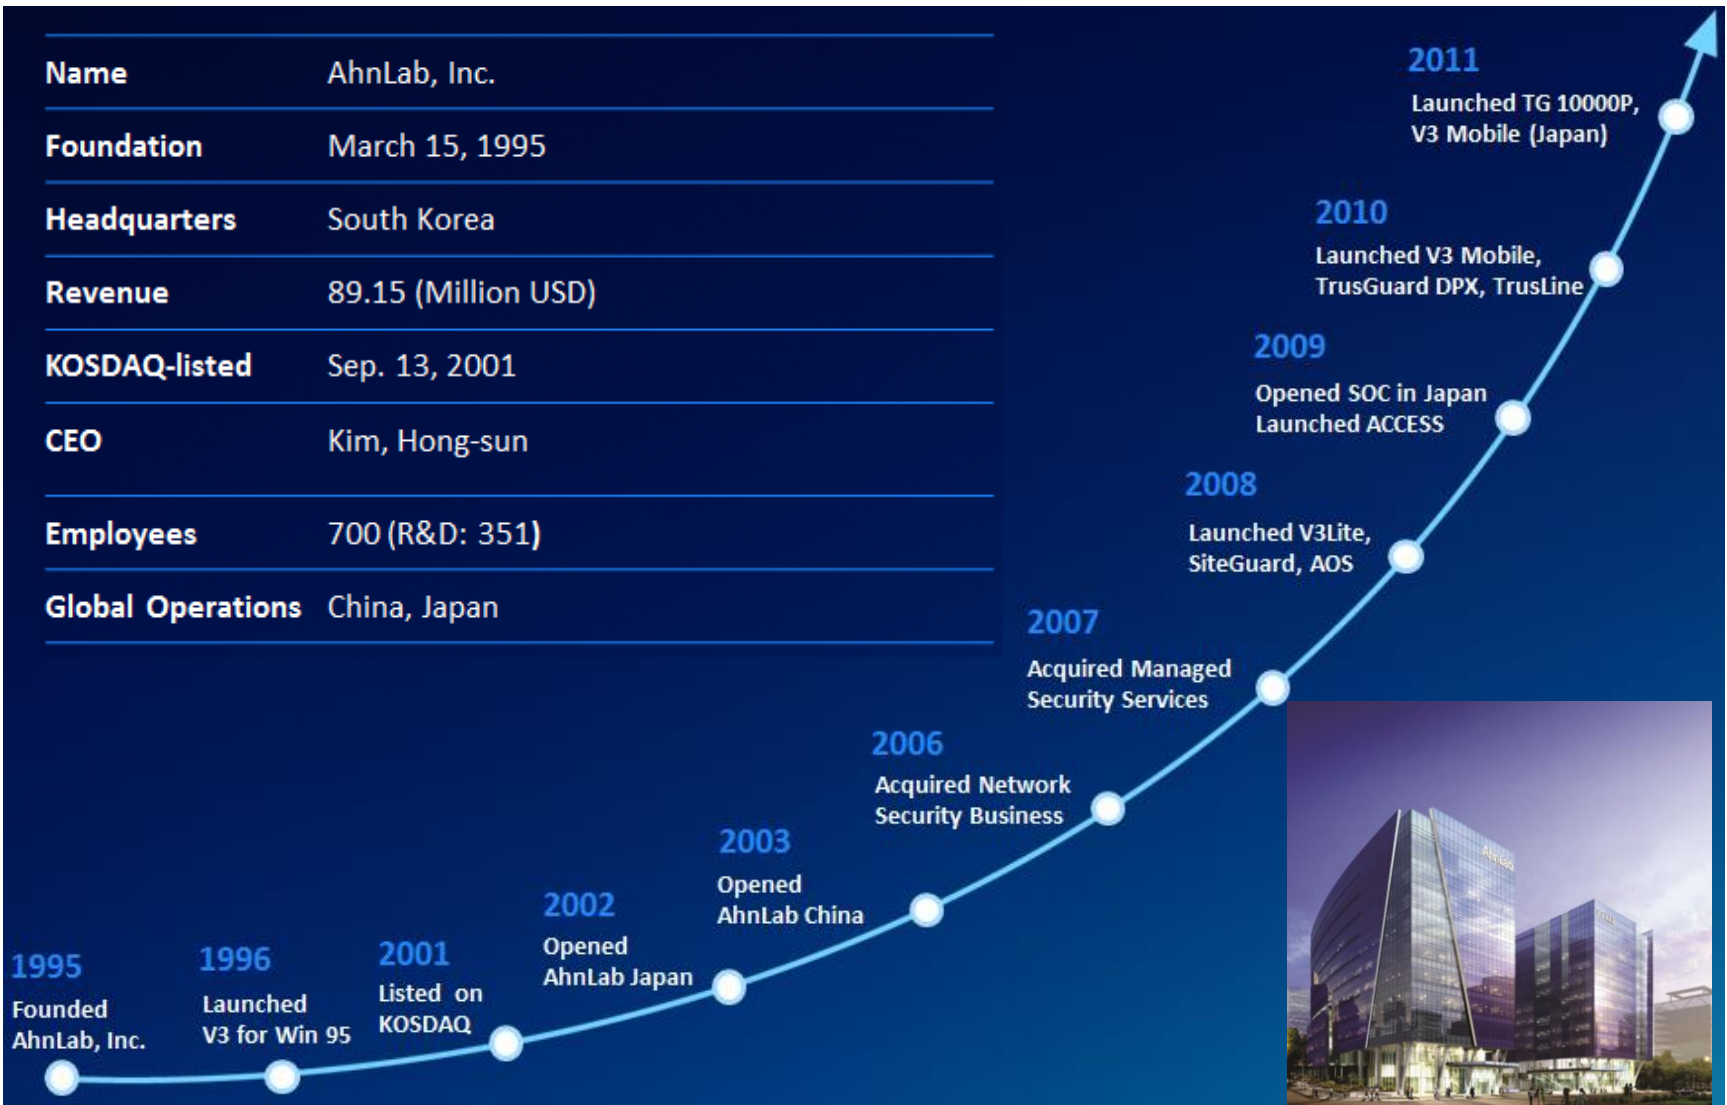 Name AhnLab, Inc.
Foundation March 15, 1995
Headquarters South Korea
Revenue 89.15 (Million USD)
KOSDAQ-listed Sep. 13, 2001
CEO Kim, Hong-sun
Employees 700 (R&D: 351)
Global Operations China, Japan
1995
Founded
AhnLab, Inc.
1996
Launched
V3 for Win 95
2001
Listed on
KOSDAQ
2002
Opened
AhnLab Japan
2003
Opened
AhnLab China
2006
Acquired Network
Security Business
2007
Acquired Managed
Security Services
2008
Launched V3Lite,
SiteGuard, AOS
2009
Opened SOC in Japan
Launched ACCESS
2010
Launched V3 Mobile,
TrusGuard DPX, TrusLine
2011
Launched TG 10000P,
V3 Mobile (Japan)
AhnLab